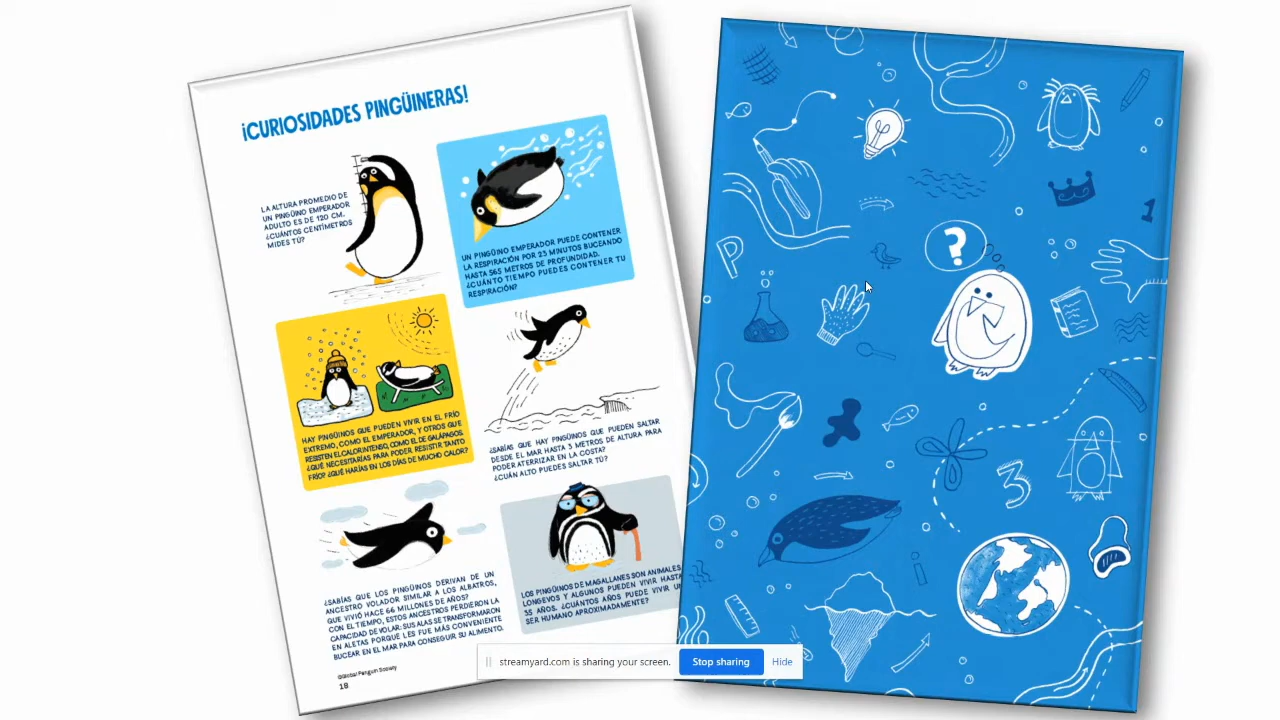 ¡CURIOSIDADES PINGÜINERAS!
LA ALTURA PROMEDIO DE
UN PINGÜINO EMPERADOR
ADULTO ES DE 120 CM.
¿CUÁNTOS CENTÍMETROS
MIDES TÚ?
UN PINGÜINO EMPERADOR PUEDE CONTENER
LA RESPIRACIÓN POR 23 MINUTOS BUCEANDO
HASTA 565 METROS DE PROFUNDIDAD.
¿CUÁNTO TIEMPO PUEDES CONTENER TU
RESPIRACIÓN?
HAY PINGÜINOS QUE PUEDEN VIVIR EN EL FRÍO
EXTREMO, COMO EL EMPERADOR, Y OTROS QUE
RESISTEN EL CALOR INTENSO, COMO EL DE GALÁPAGOS.
¿QUÉ NECESITARÍAS PARA PODER RESISTIR TANTO
FRÍO? ¿QUÉ HARÍAS EN LOS DÍAS DE MUCHO CALOR?
¿SABÍAS QUE HAY PINGÜINOS QUE PUEDEN SALTAR
DESDE EL MAR HASTA 3 METROS DE ALTURA PARA
PODER ATERRIZAR EN LA COSTA?
¿CUÁN ALTO PUEDES SALTAR TÚ?
¿SABÍAS QUE LOS PINGÜINOS DERIVAN DE UN
ANCESTRO VOLADOR SIMILAR A LOS ALBATROS,
QUE VIVIÓ HACE 66 MILLONES DE AÑOS?
CON EL TIEMPO, ESTOS ANCESTROS PERDIERON LA
CAPACIDAD DE VOLAR: SUS ALAS SE TRANSFORMARON
EN ALETAS PORQUE LES FUE MÁS CONVENIENTE
BUCEAR EN EL MAR PARA CONSEGUIR SU ALIMENTO.
LOS PINGÜINOS DE MAGALLANES SON ANIMALES
LONGEVOS Y ALGUNOS PUEDEN VIVIR HASTA
35 AÑOS. ¿CUÁNTOS AÑOS PUEDE VIVIR UN
SER HUMANO APROXIMADAMENTE?
©Global Penguin Society
18
1
?
P
3
i
streamyard.com is sharing your screen.
Stop sharing
Hide